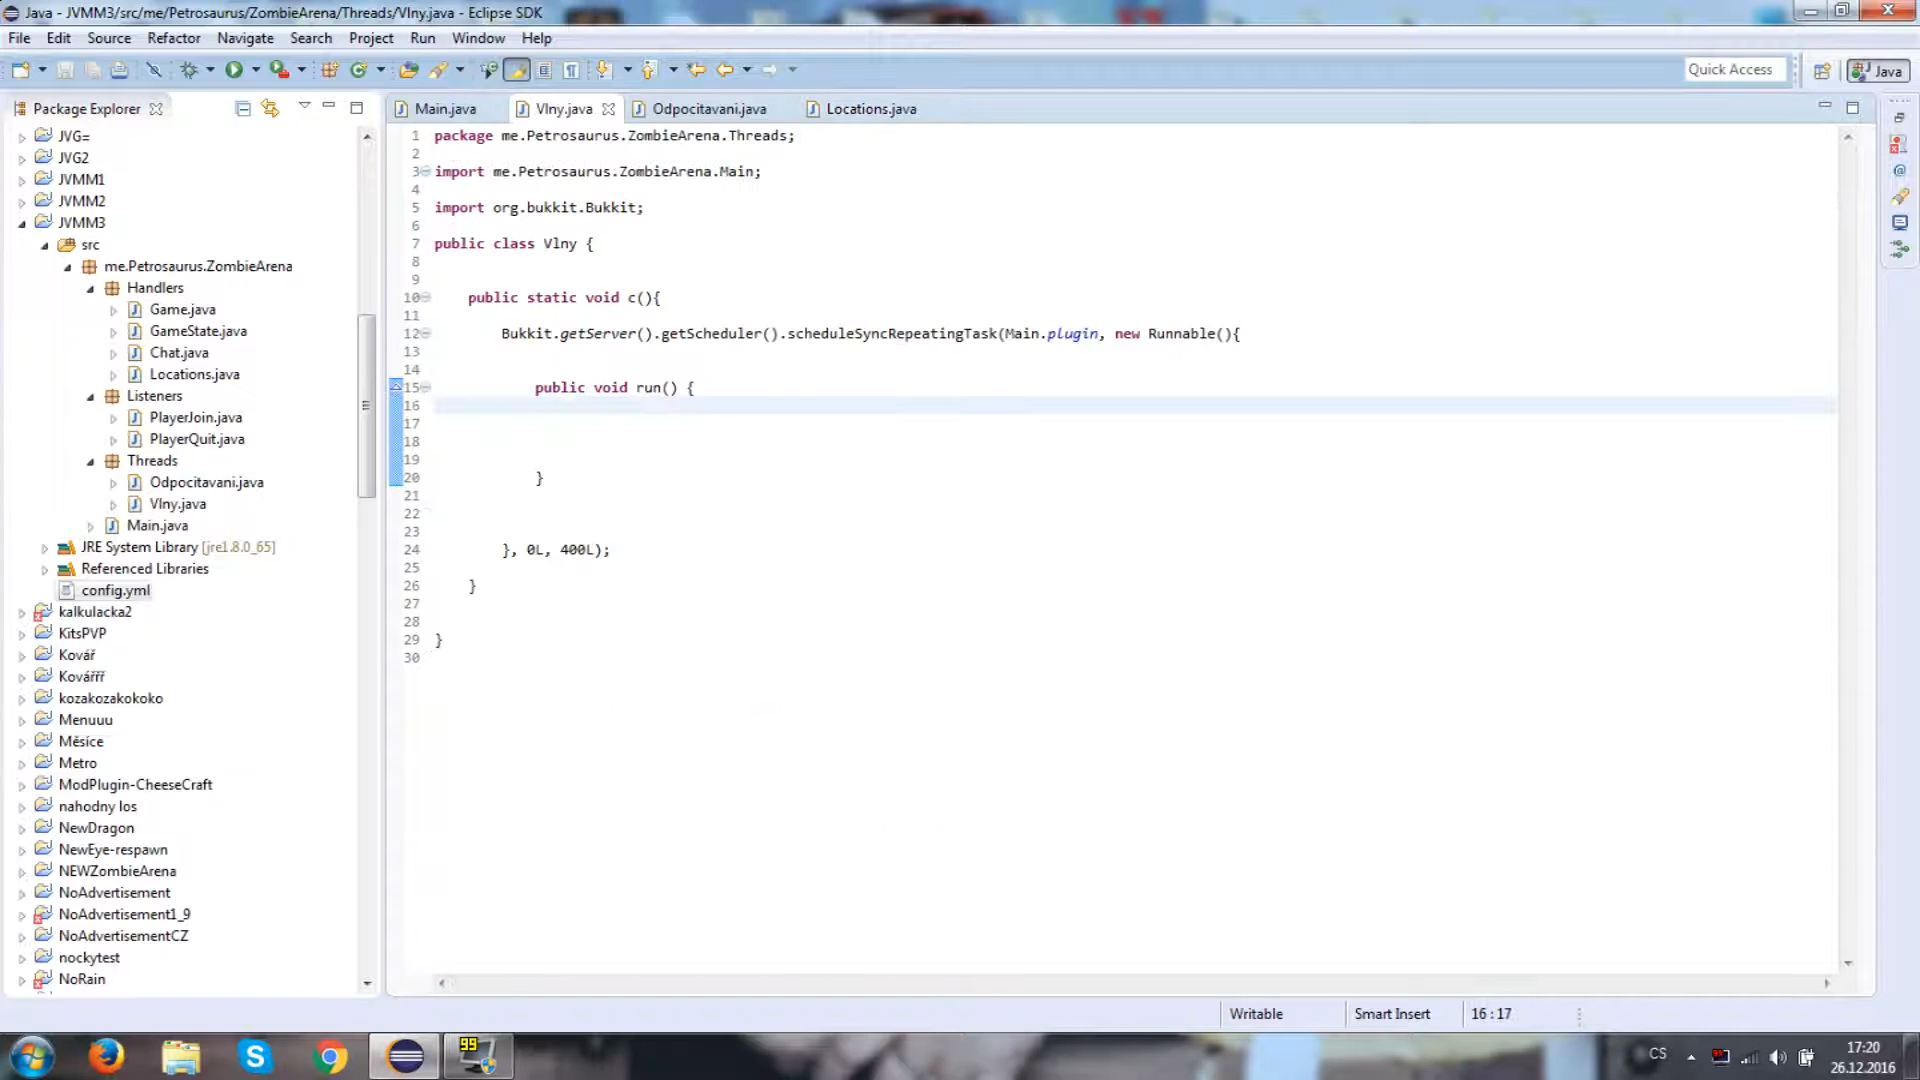 Java - JVMM3/src/me/Petrosaurus/ZombieArena/Threads/Vlny.java - Eclipse SDK
File Edit Source Refactor Navigate Search Project Run Window Help
Quick Access
Java
Package Explorer
Main.java Vlny.java Odpocitavani.java Locations.java
JVG=
JVG2
JVMM1
JVMM2
JVMM3
src
me.Petrosaurus.ZombieArena
Handlers
Game.java
GameState.java
Chat.java
Locations.java
Listeners
PlayerJoin.java
PlayerQuit.java
Threads
Odpocitavani.java
Vlny.java
Main.java
JRE System Library [jre1.8.0_65]
Referenced Libraries
config.yml
kalkulacka2
KitsPVP
Kovář
Kovářřř
kozakozakokoko
Menuuu
Měsíce
Metro
ModPlugin-CheeseCraft
nahodny los
NewDragon
NewEye-respawn
NEWZombieArena
NoAdvertisement
NoAdvertisement1_9
NoAdvertisementCZ
nockytest
NoRain
1 package me.Petrosaurus.ZombieArena.Threads;
2
3 import me.Petrosaurus.ZombieArena.Main;
4
5 import org.bukkit.Bukkit;
6
7 public class Vlny {
8
9
10 public static void c(){
11
12 Bukkit.getServer().getScheduler().scheduleSyncRepeatingTask(Main.plugin, new Runnable(){
13
14
15 public void run() {
16
17
18
19
20 }
21
22
23
24 }, 0L, 400L);
25
26 }
27
28
29 }
30
Writable Smart Insert 16 : 17
99
CS
17:20
26.12.2016